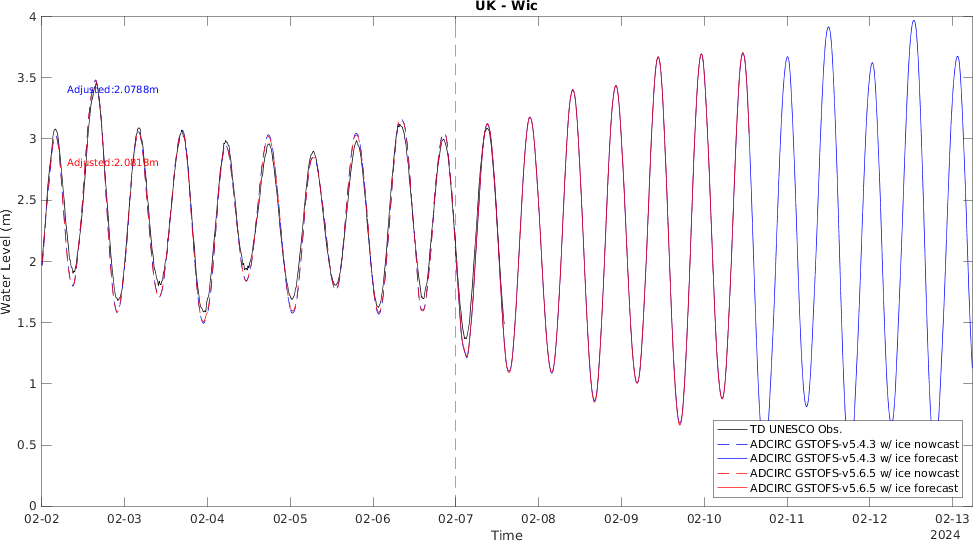 UK - Wic
4
3.5
3
2.5
2
1.5
1
0.5
0
Water Level (m)
Adjusted:2.0788m
Adjusted:2.0818m
TD UNESCO Obs.
ADCIRC GSTOFS-v5.4.3 w/ ice nowcast
ADCIRC GSTOFS-v5.4.3 w/ ice forecast
ADCIRC GSTOFS-v5.6.5 w/ ice nowcast
ADCIRC GSTOFS-v5.6.5 w/ ice forecast
02-02 02-03 02-04 02-05 02-06 02-07 02-08 02-09 02-10 02-11 02-12 02-13
Time 2024